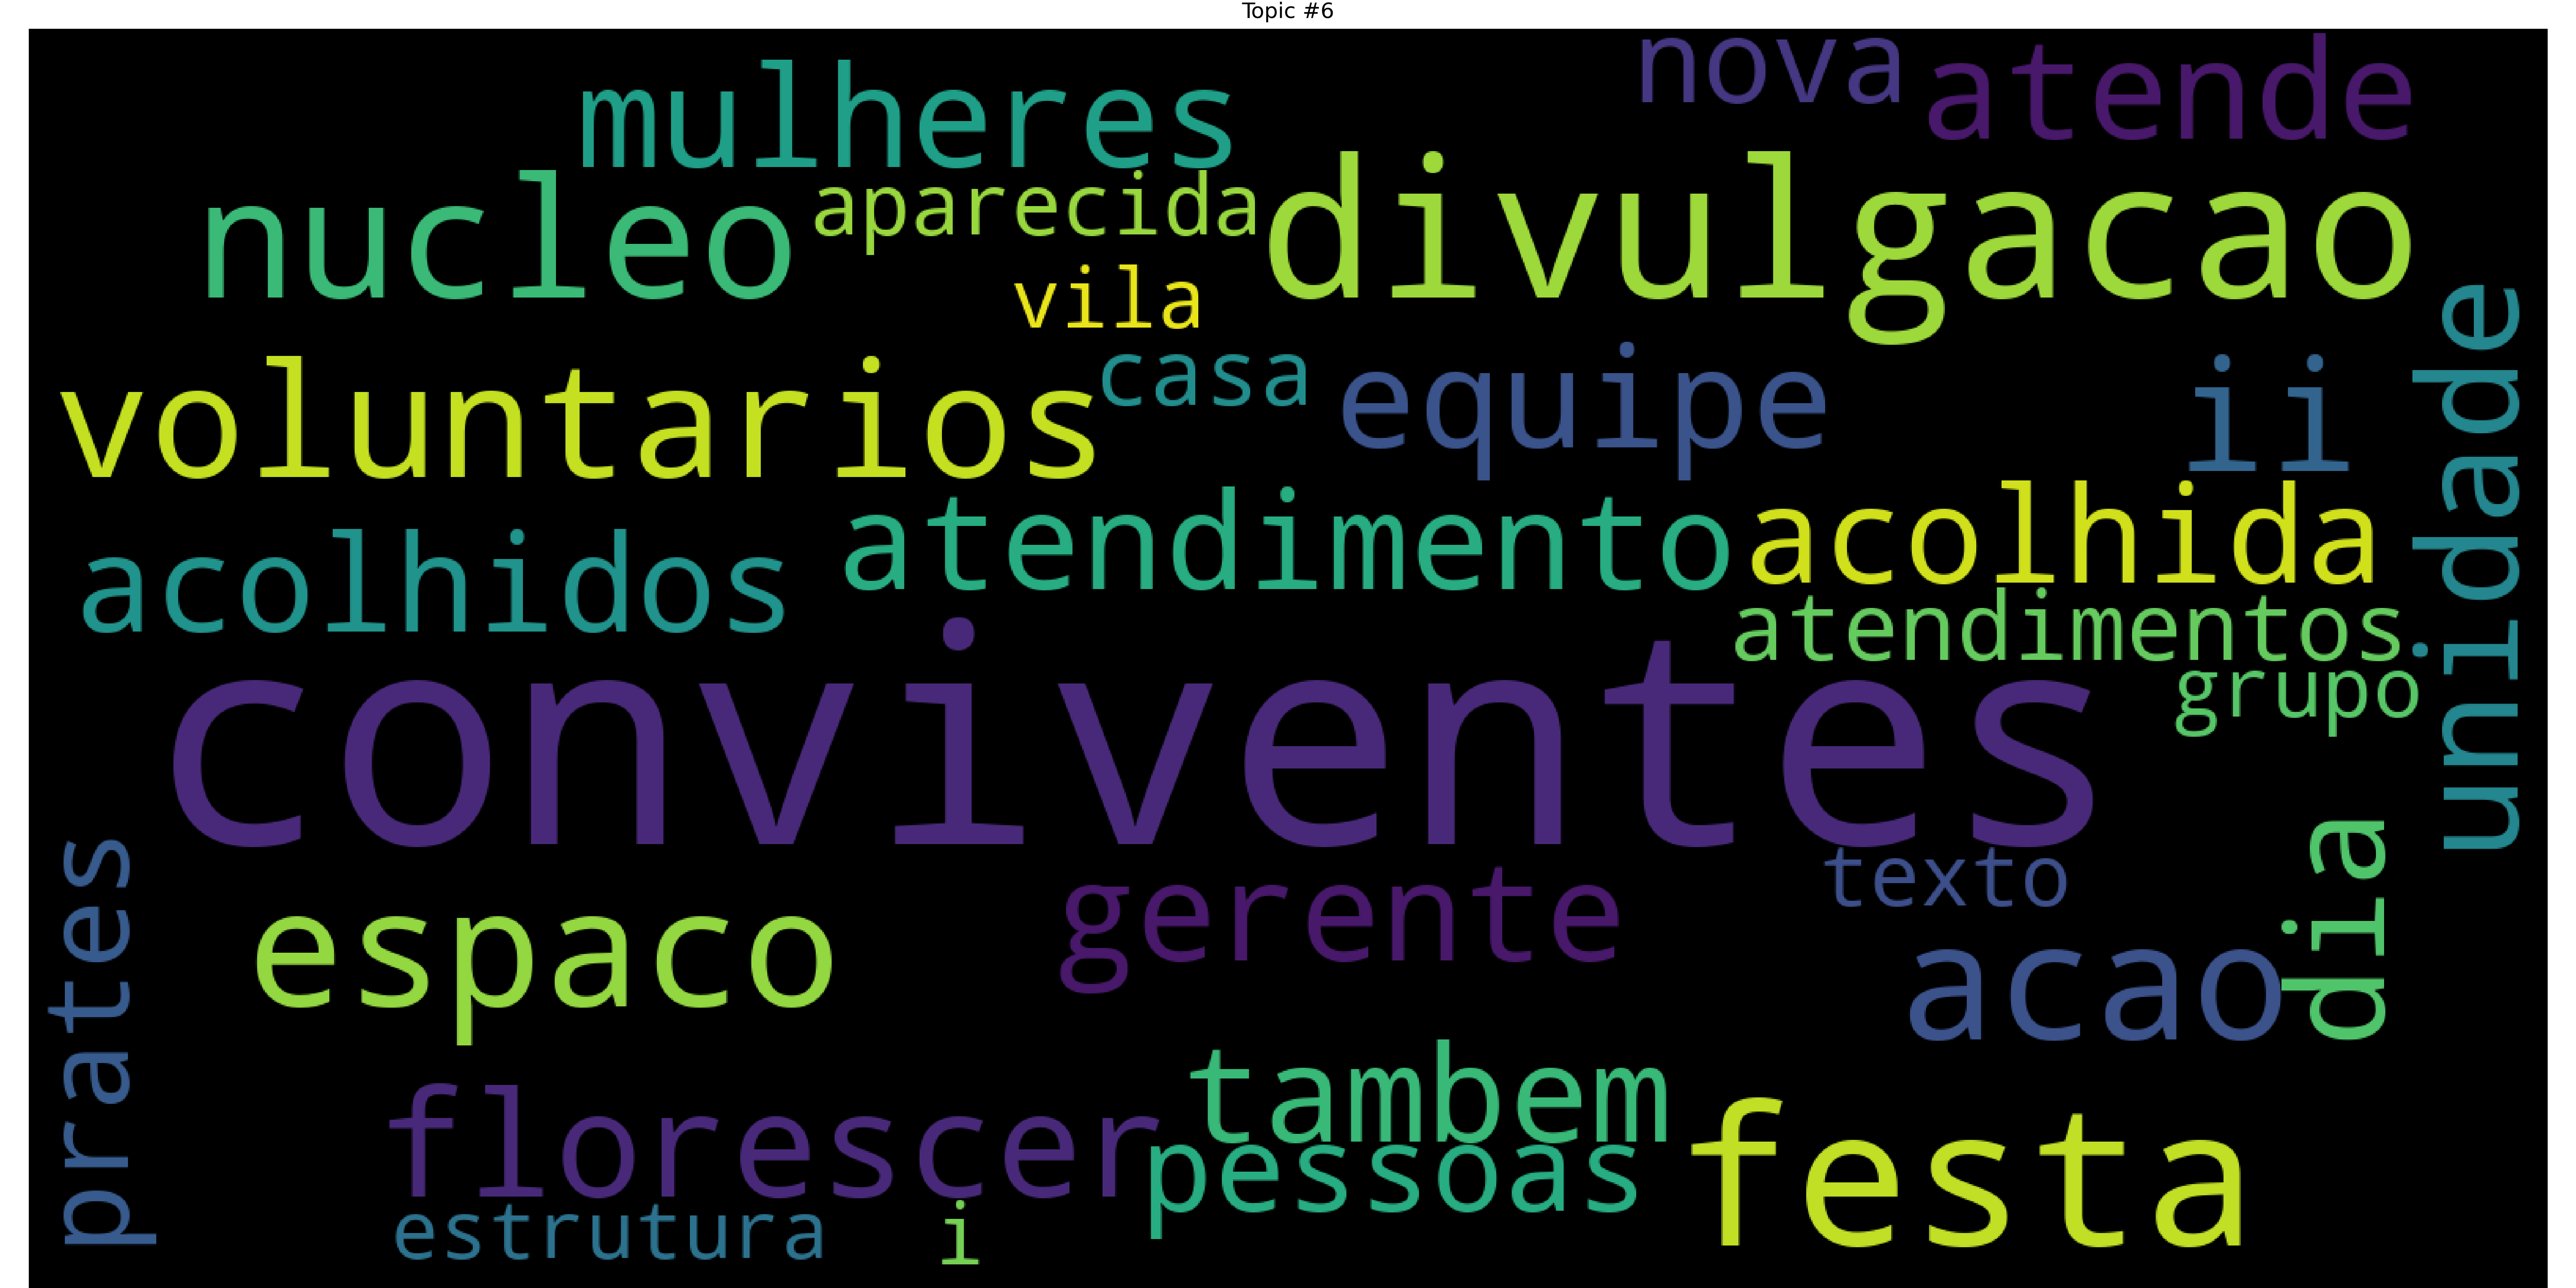 Topic #6
nova
atende
mulheres
nucleo
aparecida
divulgacao
vila
voluntarios
casa
equipe
ii
unidade
acolhidos
atendimento
acolhida
atendimentos
grupo
conviventes
prates
espaco
gerente
texto
dia
acao
florescer
tambem
pessoas
festa
estrutura
i